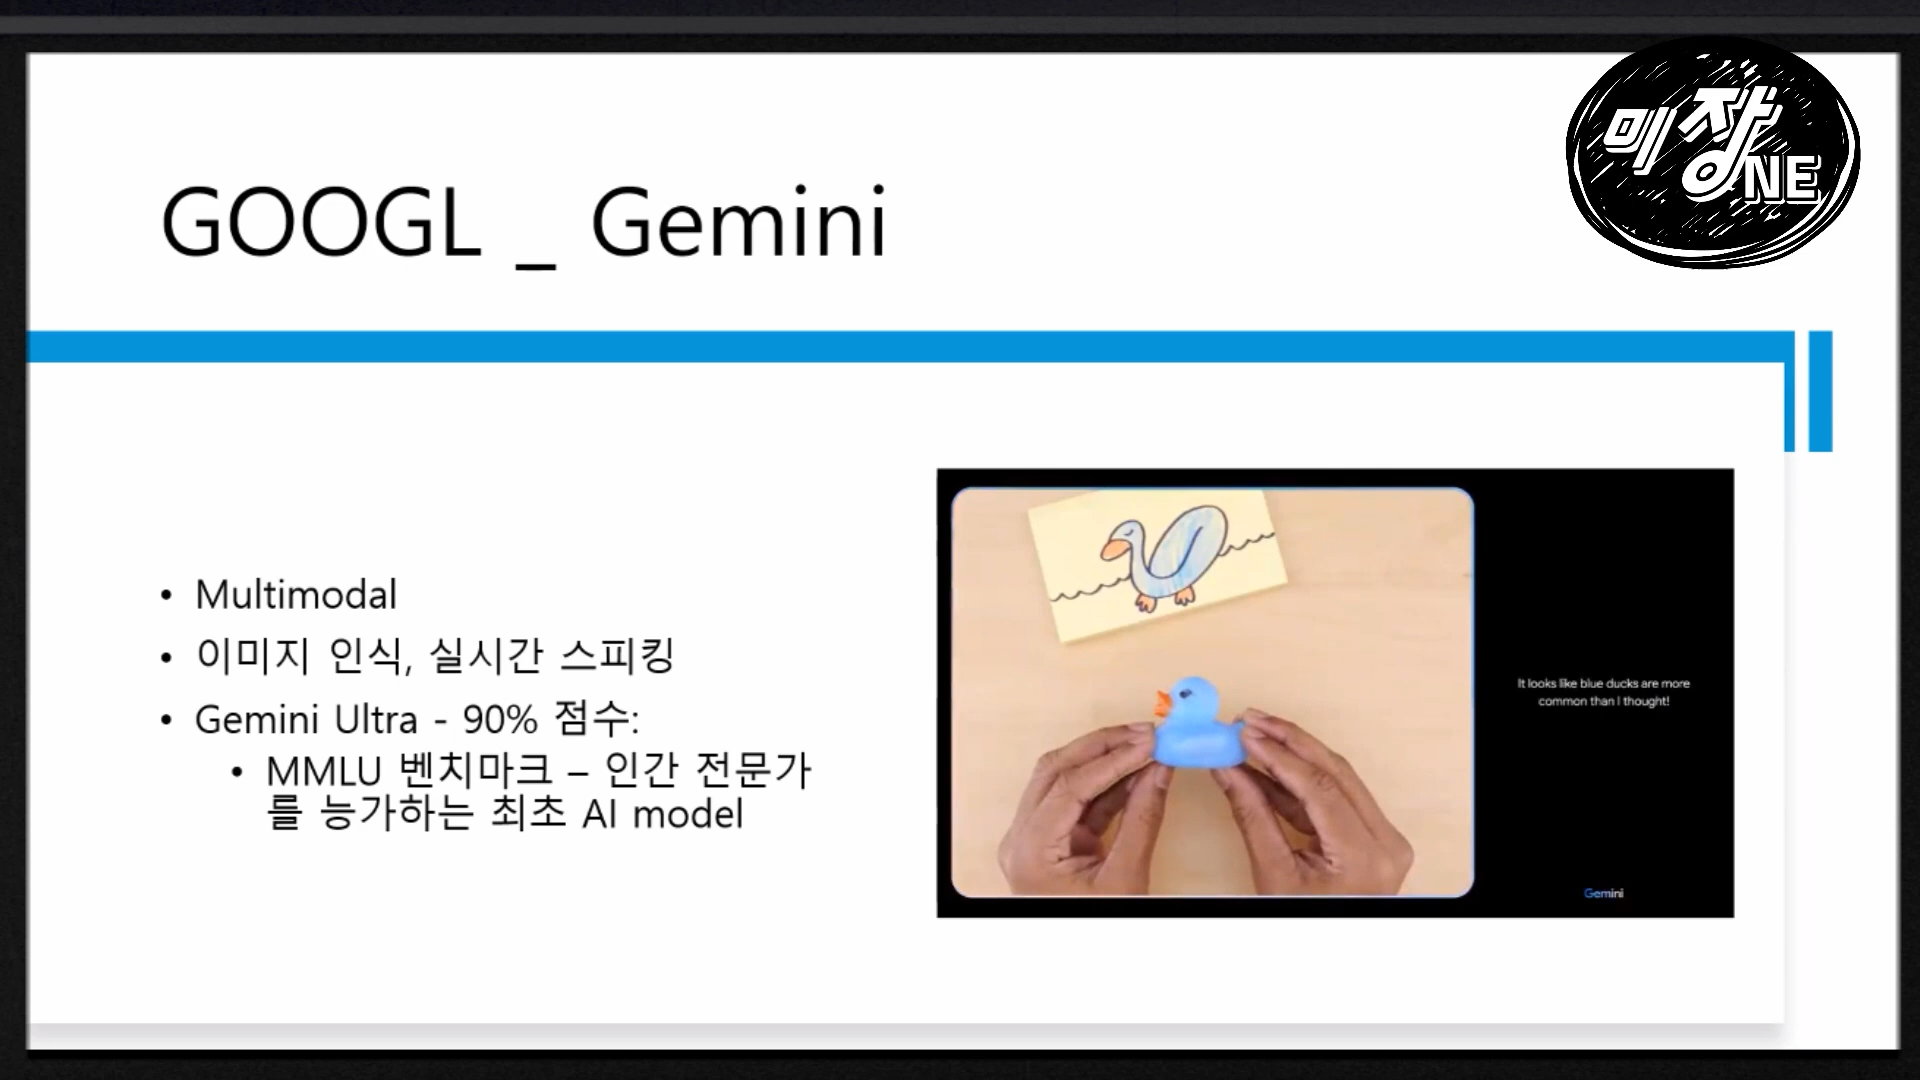 미장NE
GOOGL _ Gemini
• Multimodal
• 이미지 인식, 실시간 스피킹
• Gemini Ultra - 90% 점수:
• MMLU 벤치마크 – 인간 전문가
를 능가하는 최초 AI model
It looks like blue ducks are more
common than I thought!
Gemini